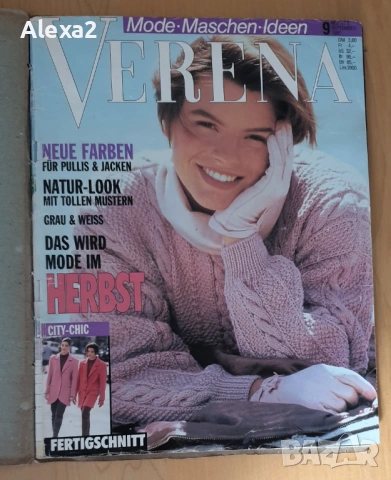 Alexa2
Mode·Maschen·Ideen
9
VERENA
NEUE FARBEN
FÜR PULLIS & JACKEN
NATUR-LOOK
MIT TOLLEN MUSTERN
GRAU & WEISS
DAS WIRD
MODE IM
HERBST
CITY-CHIC
FERTIGSCHNITT
BAZAR